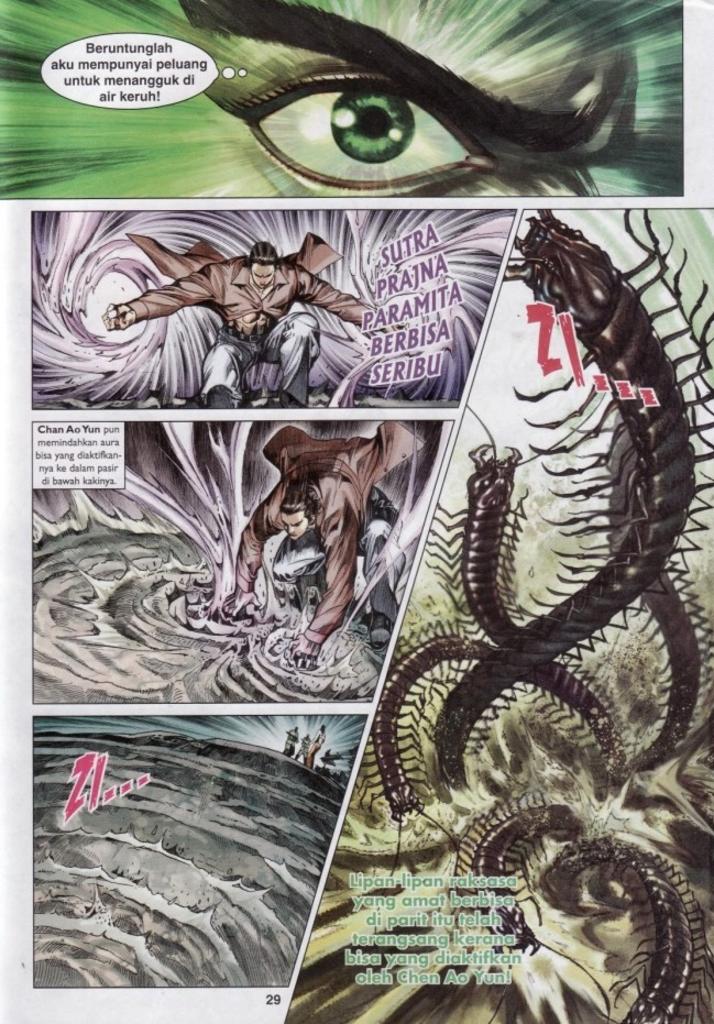 Beruntunglah
aku mempunyai peluang
untuk menangguk di
air keruh!
SUTRA
PRAJNA
PARAMITA
BERBISA
SERIBU
ZI...
Chan Ao Yun pun
memindahkan aura
bisa yang diaktifkan-
nya ke dalam pasir
di bawah kakinya.
ZI...
Lipan-lipan raksasa
yang amat berbisa
di parit itu telah
terangsang kerana
bisa yang diaktifkan
oleh Chen Ao Yun!
29